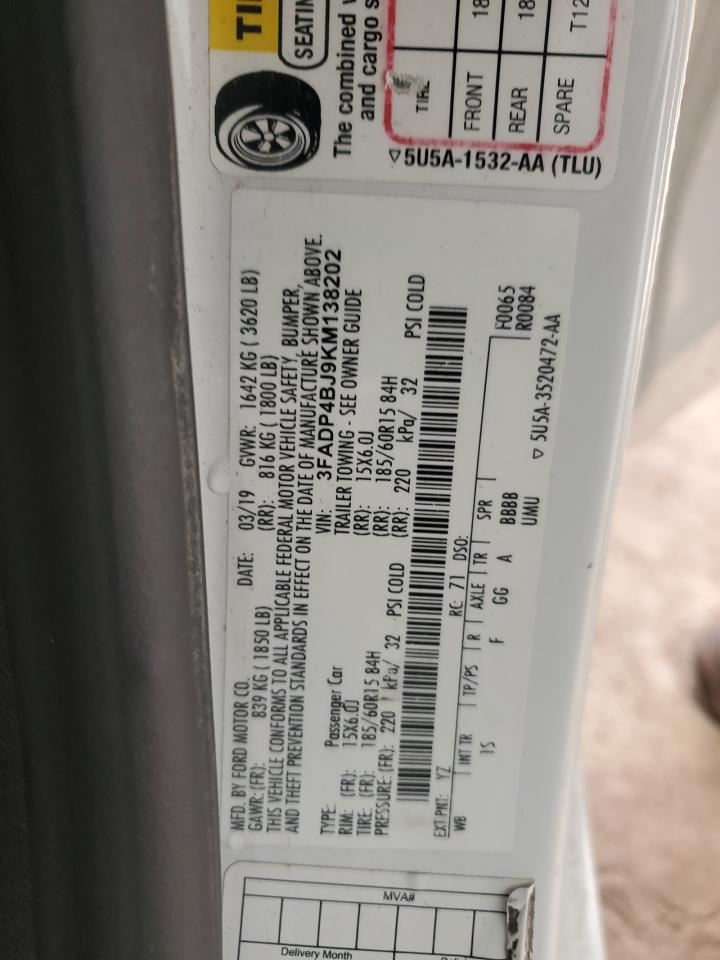 MFD. BY FORD MOTOR CO.
DATE: 03/19 GVWR: 1642 KG ( 3620 LB)
GAWR: (FR): 839 KG ( 1850 LB) (RR): 816 KG ( 1800 LB)
THIS VEHICLE CONFORMS TO ALL APPLICABLE FEDERAL MOTOR VEHICLE SAFETY, BUMPER,
AND THEFT PREVENTION STANDARDS IN EFFECT ON THE DATE OF MANUFACTURE SHOWN ABOVE.
VIN: 3FADP4BJ9KM138202
TYPE: Passenger Car TRAILER TOWING - SEE OWNER GUIDE
RIM: (FR): 15X6.0J (RR): 15X6.0J
TIRE: (FR): 185/60R15 84H (RR): 185/60R15 84H
PRESSURE: (FR): 220 kPa/ 32 PSI COLD (RR): 220 kPa/ 32 PSI COLD
EXT PNT: YZ RC: 71 DSO:
WB INT TR TP/PS R AXLE TR SPR F0065
IS F GG A BBBB R0084
UMU
▽ 5U5A-3520472-AA
SEATIN
The combined
and cargo s
TIRE
FRONT 18
REAR 18
SPARE T12
▽5U5A-1532-AA (TLU)
MVA#
Delivery Month